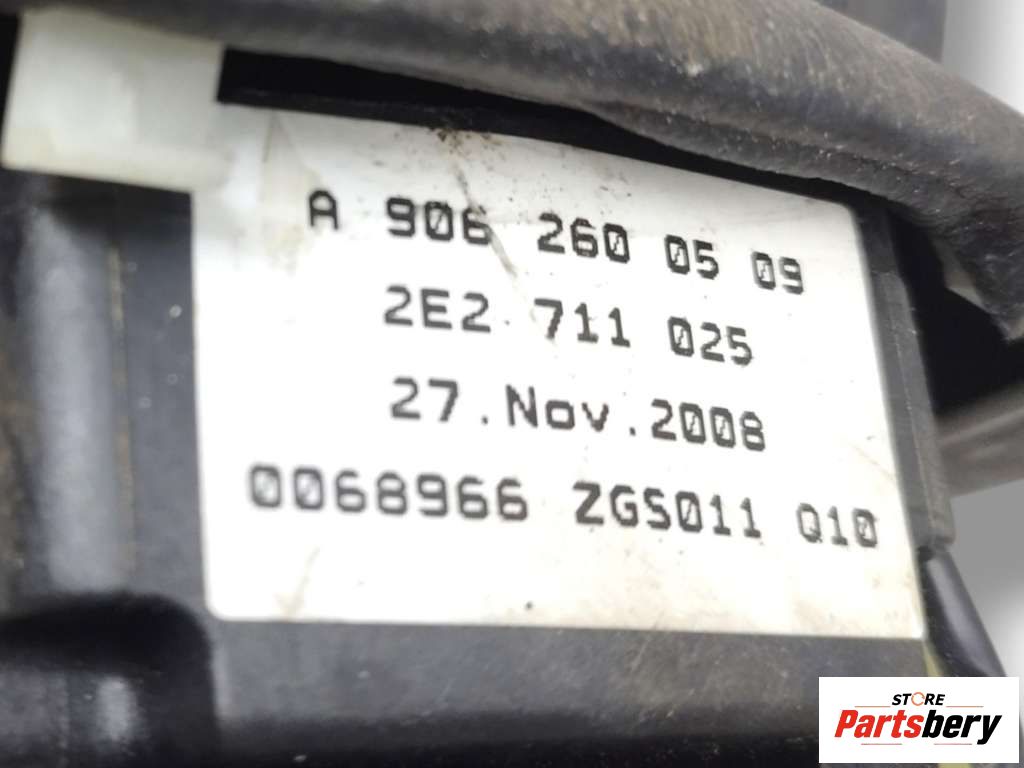 A 906 260 05 09
2E2 711 025
27.Nov.2008
0068966 ZGS011 Q10
STORE
Partsbery